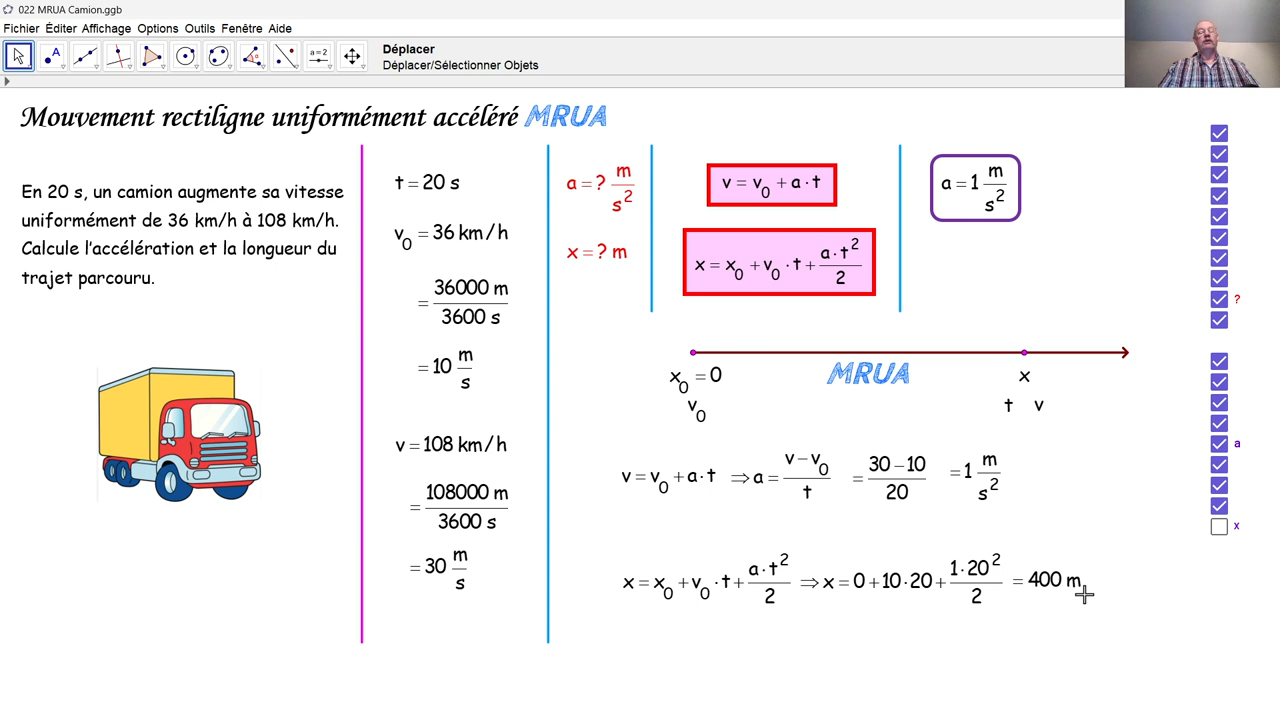 022 MRUA Camion.ggb
Fichier Éditer Affichage Options Outils Fenêtre Aide
A
a=2
Déplacer
Déplacer/Sélectionner Objets
Mouvement rectiligne uniformément accéléré MRUA
En 20 s, un camion augmente sa vitesse
uniformément de 36 km/h à 108 km/h.
Calcule l'accélération et la longueur du
trajet parcouru.
t = 20 s
v₀ = 36 km/h
= 36000 m / 3600 s
= 10 m/s
v = 108 km/h
= 108000 m / 3600 s
= 30 m/s
a = ? m/s²
x = ? m
v = v₀ + a·t
x = x₀ + v₀·t + a·t²/2
a = 1 m/s²
MRUA
x₀ = 0
x
v₀
t v
v = v₀ + a·t ⇒ a = (v − v₀)/t = (30 − 10)/20 = 1 m/s²
x = x₀ + v₀·t + a·t²/2 ⇒ x = 0 + 10·20 + 1·20²/2 = 400 m
?
a
x